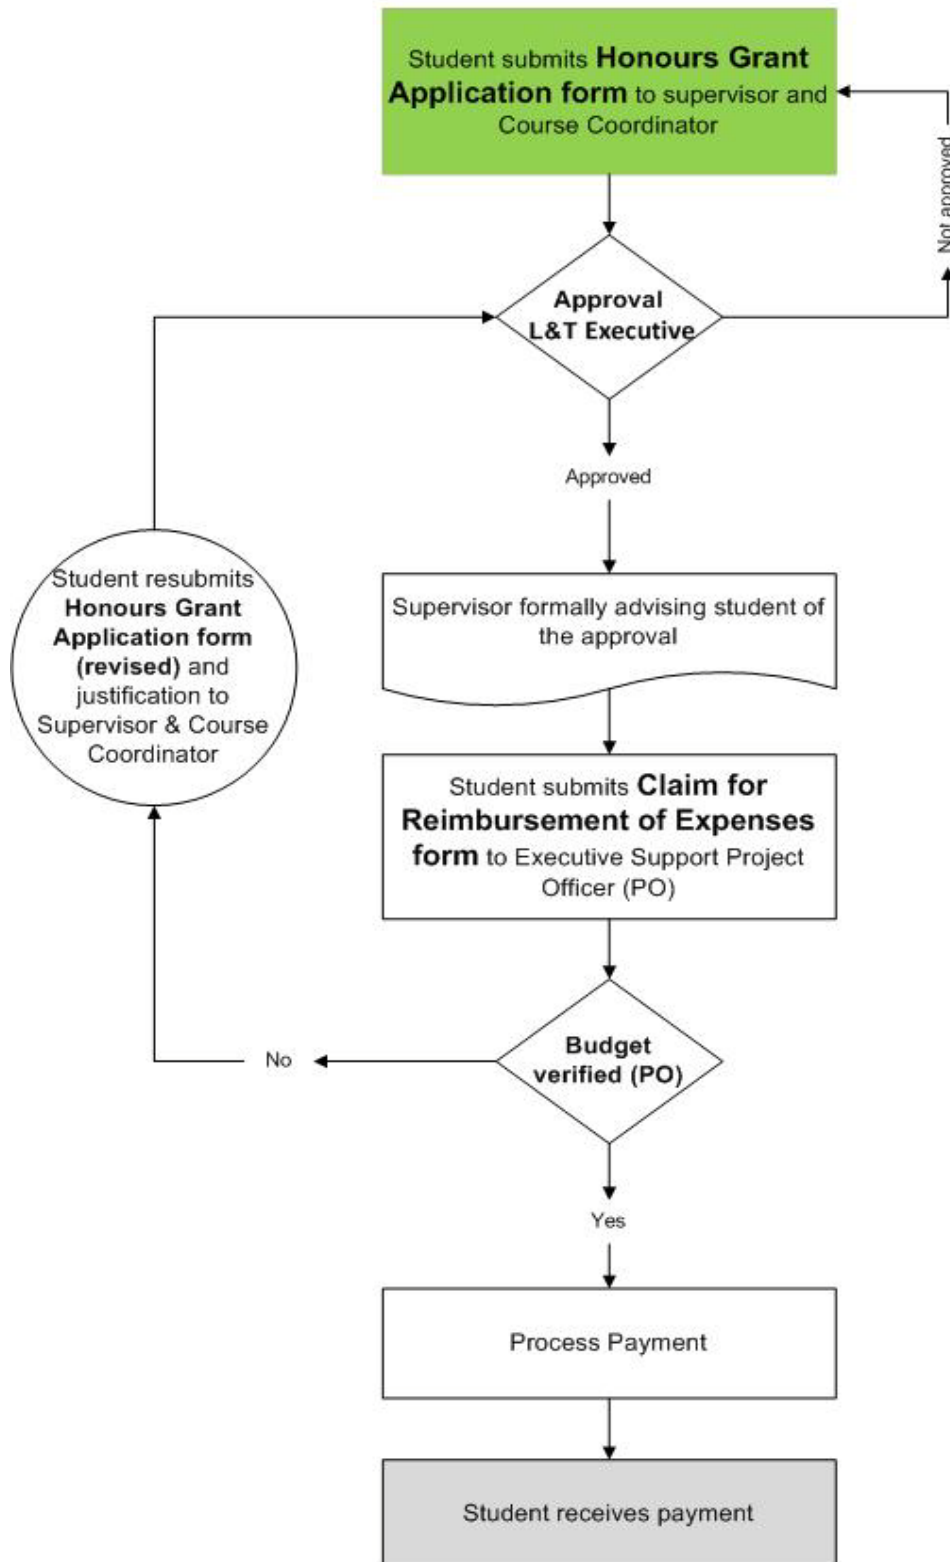 Student submits Honours Grant
Application form to supervisor and
Course Coordinator
Not approved
Approval
L&T Executive
Approved
Student resubmits
Honours Grant
Application form
(revised) and
justification to
Supervisor & Course
Coordinator
Supervisor formally advising student of
the approval
Student submits Claim for
Reimbursement of Expenses
form to Executive Support Project
Officer (PO)
Budget
verified (PO)
No
Yes
Process Payment
Student receives payment